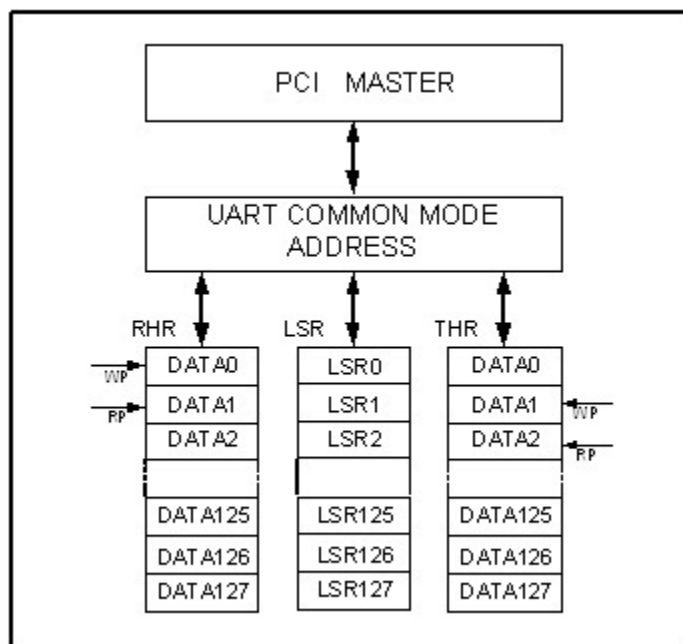 PCI MASTER
UART COMMON MODE
ADDRESS
RHR LSR THR
DATA0 LSR0 DATA0
WP
DATA1 LSR1 DATA1
RP WP
DATA2 LSR2 DATA2
RP
DATA125 LSR125 DATA125
DATA126 LSR126 DATA126
DATA127 LSR127 DATA127